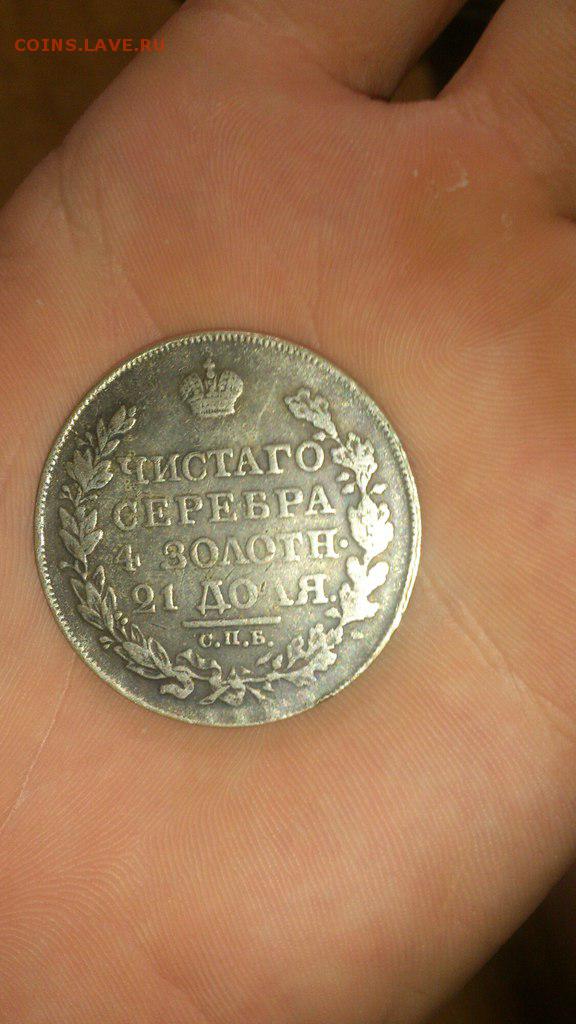 COINS.LAVE.RU
ЧИСТАГО
СЕРЕБРА
4 ЗОЛОТН.
21 ДОЛЯ.
С.П.Б.